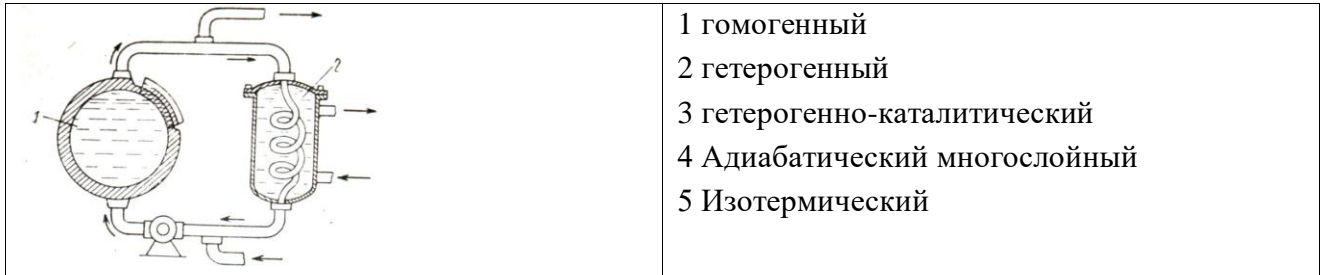 1
2
1 гомогенный
2 гетерогенный
3 гетерогенно-каталитический
4 Адиабатический многослойный
5 Изотермический